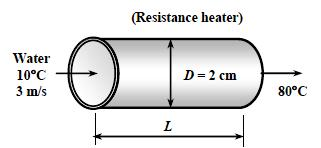 (Resistance heater)
Water
10°C
3 m/s
D = 2 cm
80°C
L